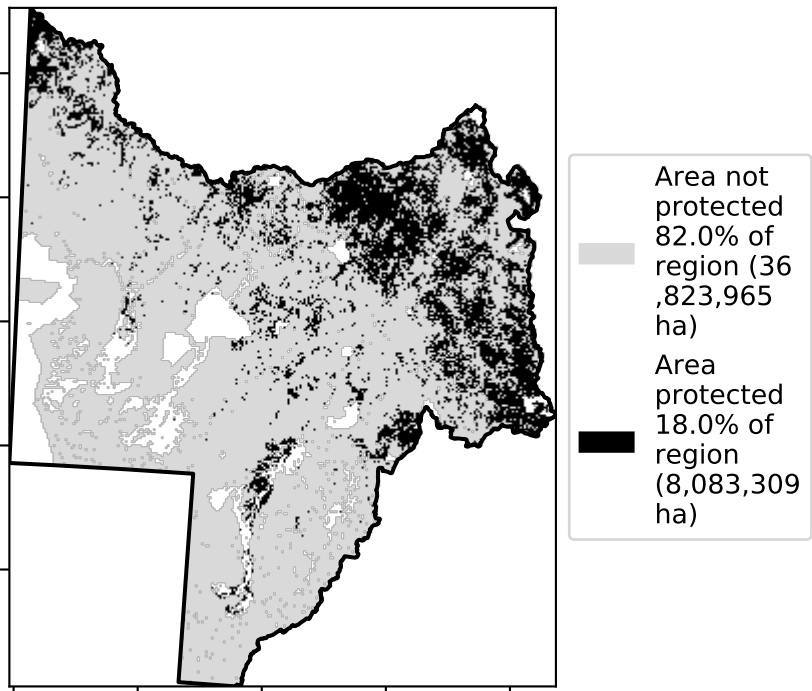 Area not
protected
82.0% of
region (36
,823,965
ha)
Area
protected
18.0% of
region
(8,083,309
ha)